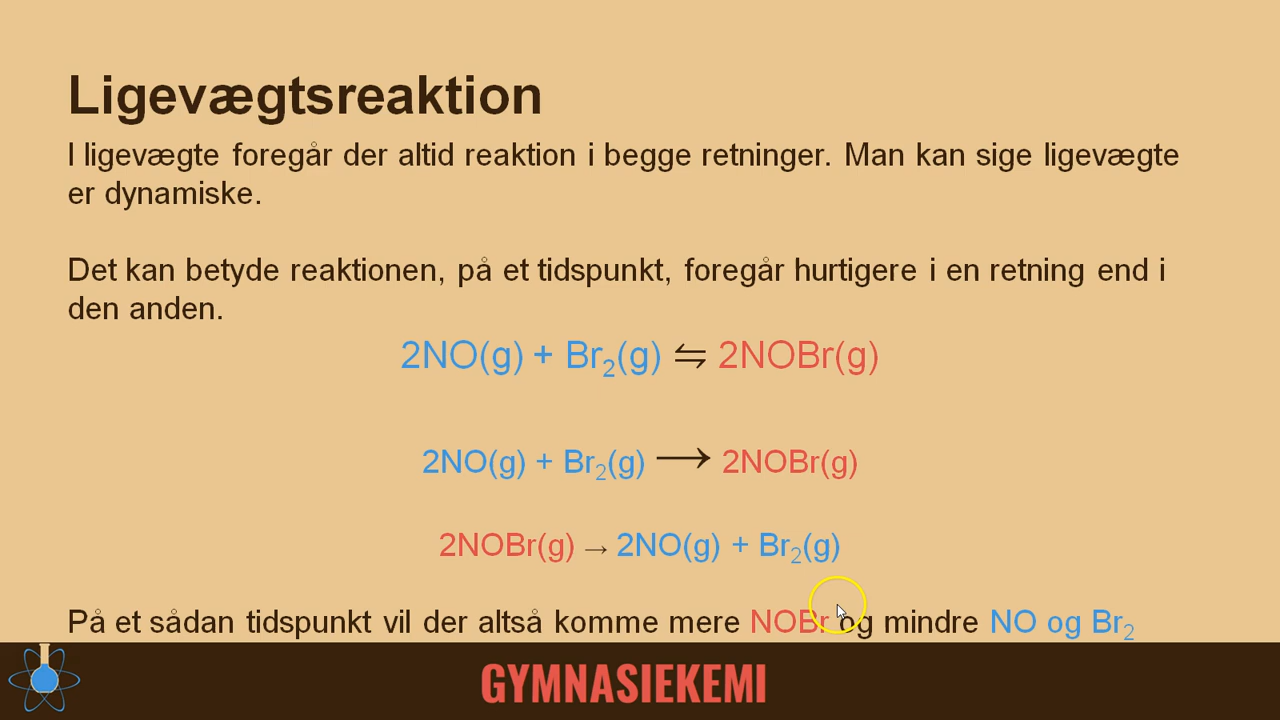 Ligevægtsreaktion
I ligevægte foregår der altid reaktion i begge retninger. Man kan sige ligevægte
er dynamiske.
Det kan betyde reaktionen, på et tidspunkt, foregår hurtigere i en retning end i
den anden.
2NO(g) + Br₂(g) ⇋ 2NOBr(g)
2NO(g) + Br₂(g) ⟶ 2NOBr(g)
2NOBr(g) → 2NO(g) + Br₂(g)
På et sådan tidspunkt vil der altså komme mere NOBr og mindre NO og Br₂
GYMNASIEKEMI